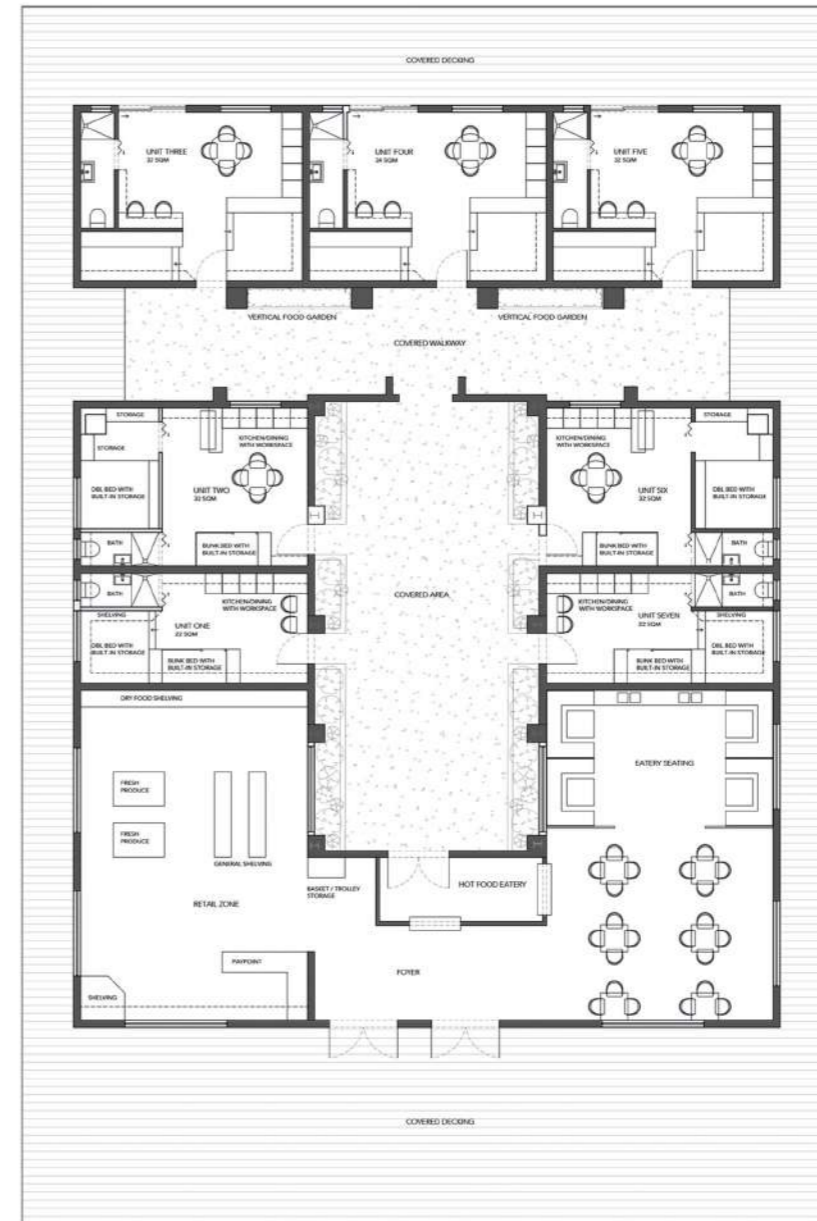 COVERED DECKING
UNIT THREE
32 SQM
UNIT FOUR
34 SQM
UNIT FIVE
32 SQM
VERTICAL FOOD GARDEN
VERTICAL FOOD GARDEN
COVERED WALKWAY
STORAGE
STORAGE
KITCHEN/DINING
WITH WORKSPACE
DBL BED WITH
BUILT-IN STORAGE
UNIT TWO
32 SQM
BATH
BUNK BED WITH
BUILT-IN STORAGE
STORAGE
KITCHEN/DINING
WITH WORKSPACE
UNIT SIX
32 SQM
DBL BED WITH
BUILT-IN STORAGE
BUNK BED WITH
BUILT-IN STORAGE
BATH
BATH
KITCHEN/DINING
WITH WORKSPACE
SHELVING
UNIT ONE
22 SQM
DBL BED WITH
BUILT-IN STORAGE
BUNK BED WITH
BUILT-IN STORAGE
COVERED AREA
KITCHEN/DINING
WITH WORKSPACE
BATH
SHELVING
UNIT SEVEN
22 SQM
BUNK BED WITH
BUILT-IN STORAGE
DBL BED WITH
BUILT-IN STORAGE
DRY FOOD SHELVING
FRESH
PRODUCE
FRESH
PRODUCE
GENERAL SHELVING
BASKET / TROLLEY
STORAGE
RETAIL ZONE
PAYPOINT
SHELVING
HOT FOOD EATERY
FOYER
EATERY SEATING
COVERED DECKING